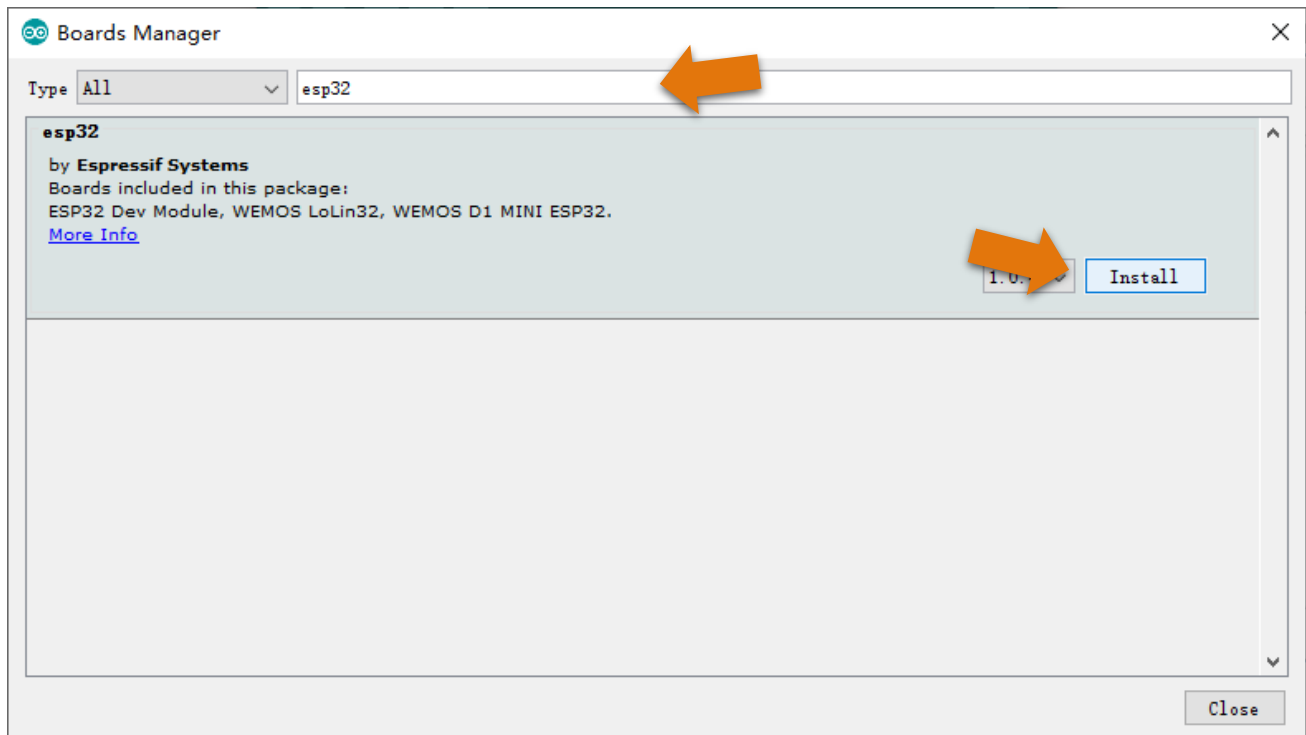 Boards Manager
Type All esp32
esp32
by Espressif Systems
Boards included in this package:
ESP32 Dev Module, WEMOS LoLin32, WEMOS D1 MINI ESP32.
More Info
Install
Close